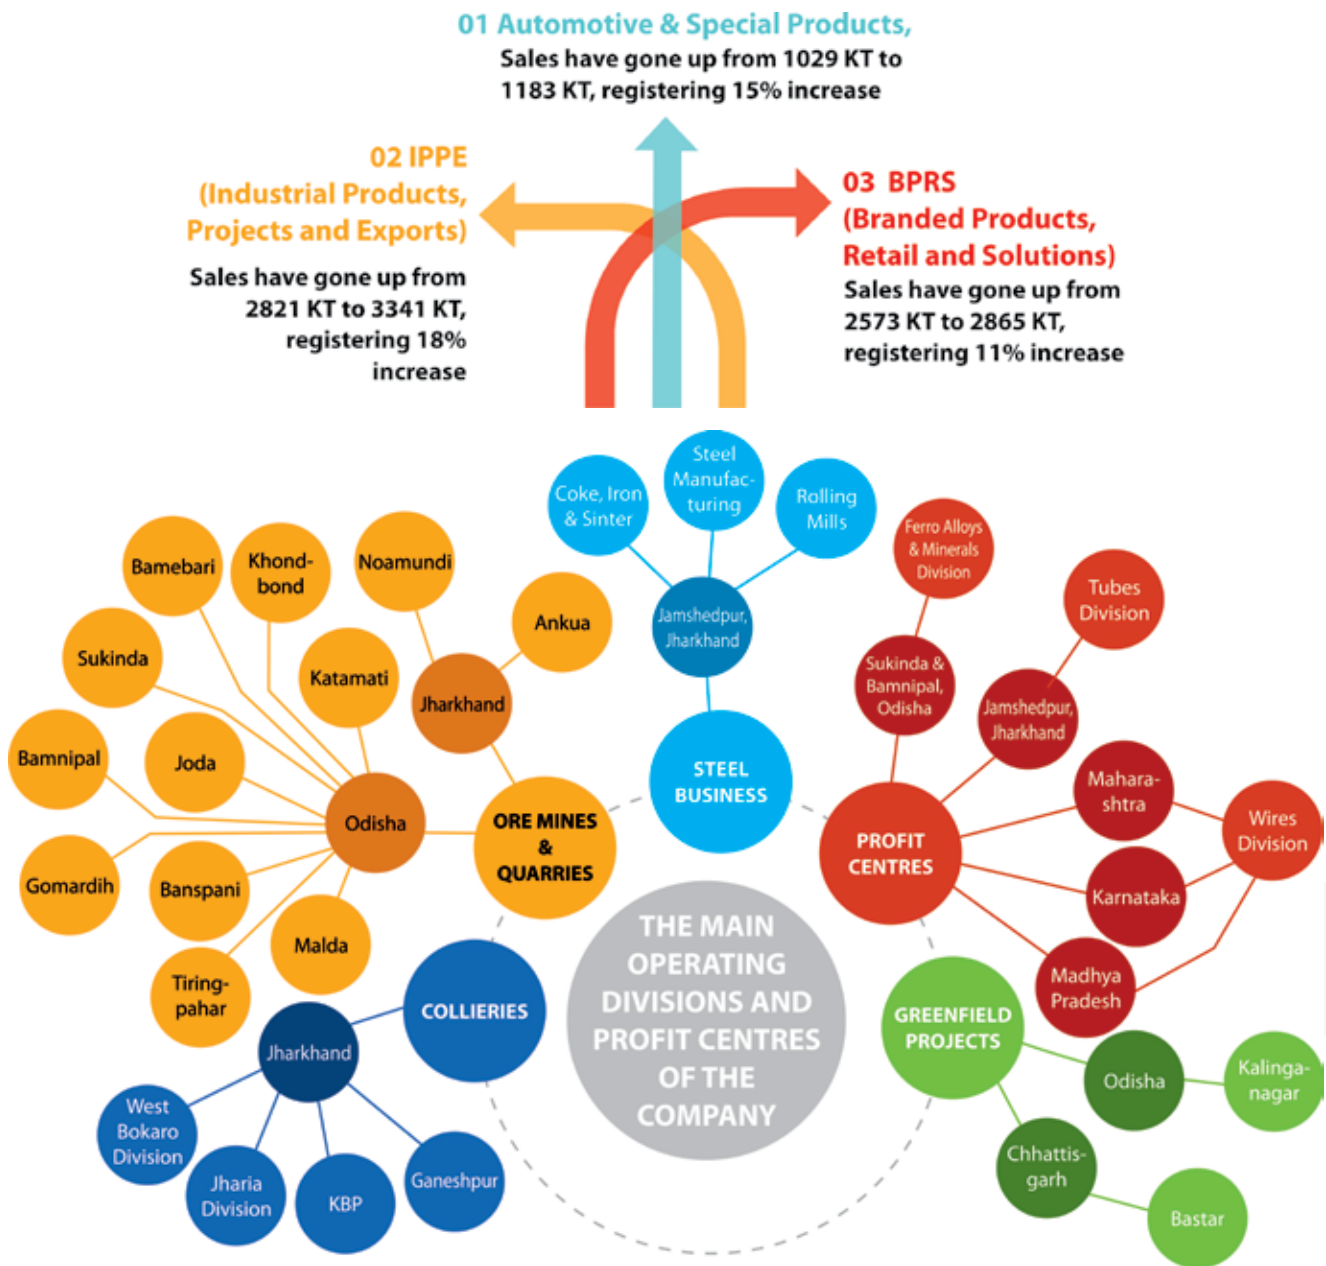 01 Automotive & Special Products,
Sales have gone up from 1029 KT to
1183 KT, registering 15% increase
02 IPPE
(Industrial Products,
Projects and Exports)
Sales have gone up from
2821 KT to 3341 KT,
registering 18%
increase
03 BPRS
(Branded Products,
Retail and Solutions)
Sales have gone up from
2573 KT to 2865 KT,
registering 11% increase
THE MAIN
OPERATING
DIVISIONS AND
PROFIT CENTRES
OF THE
COMPANY
STEEL
BUSINESS
Jamshedpur,
Jharkhand
Coke, Iron
& Sinter
Steel
Manufac-
turing
Rolling
Mills
PROFIT
CENTRES
Sukinda &
Bamnipal,
Odisha
Ferro Alloys
& Minerals
Division
Jamshedpur,
Jharkhand
Tubes
Division
Mahara-
shtra
Karnataka
Madhya
Pradesh
Wires
Division
GREENFIELD
PROJECTS
Odisha
Kalinga-
nagar
Chhattis-
garh
Bastar
COLLIERIES
Jharkhand
West
Bokaro
Division
Jharia
Division
KBP
Ganeshpur
ORE MINES
&
QUARRIES
Jharkhand
Noamundi
Ankua
Odisha
Katamati
Khond-
bond
Bamebari
Sukinda
Joda
Bamnipal
Gomardih
Banspani
Tiring-
pahar
Malda